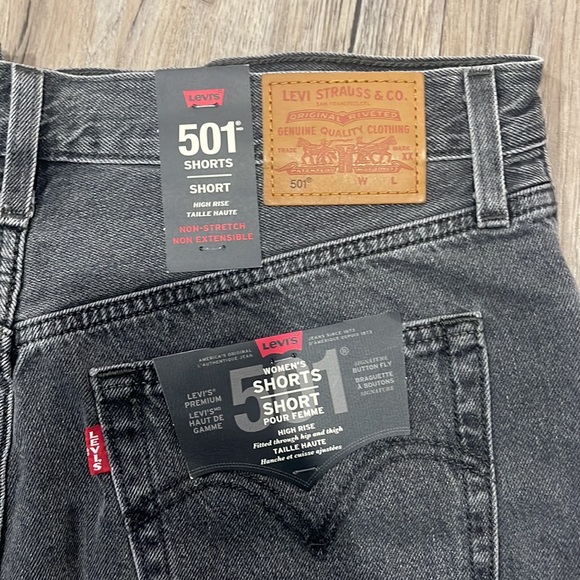 Levi's
501®MD
SHORTS
SHORT
HIGH RISE
TAILLE HAUTE
NON-STRETCH
NON EXTENSIBLE
LEVI STRAUSS & CO.
SAN FRANCISCO, CAL.
ORIGINAL RIVETED
GENUINE QUALITY CLOTHING
TRADE MARK
XX
501® W L
Levi's
AMERICA'S ORIGINAL
L'AUTHENTIQUE JEAN
JEANS SINCE 1873
D'AMÉRIQUE DEPUIS 1873
501®
WOMEN'S
SHORTS
SHORT
POUR FEMME
LEVI'S®
PREMIUM
LEVI'S MD
HAUT DE
GAMME
SIGNATURE
BUTTON FLY
BRAGUETTE
À BOUTONS
SIGNATURE
HIGH RISE
Fitted through hip and thigh
TAILLE HAUTE
Hanche et cuisse ajustées
LEVI'S